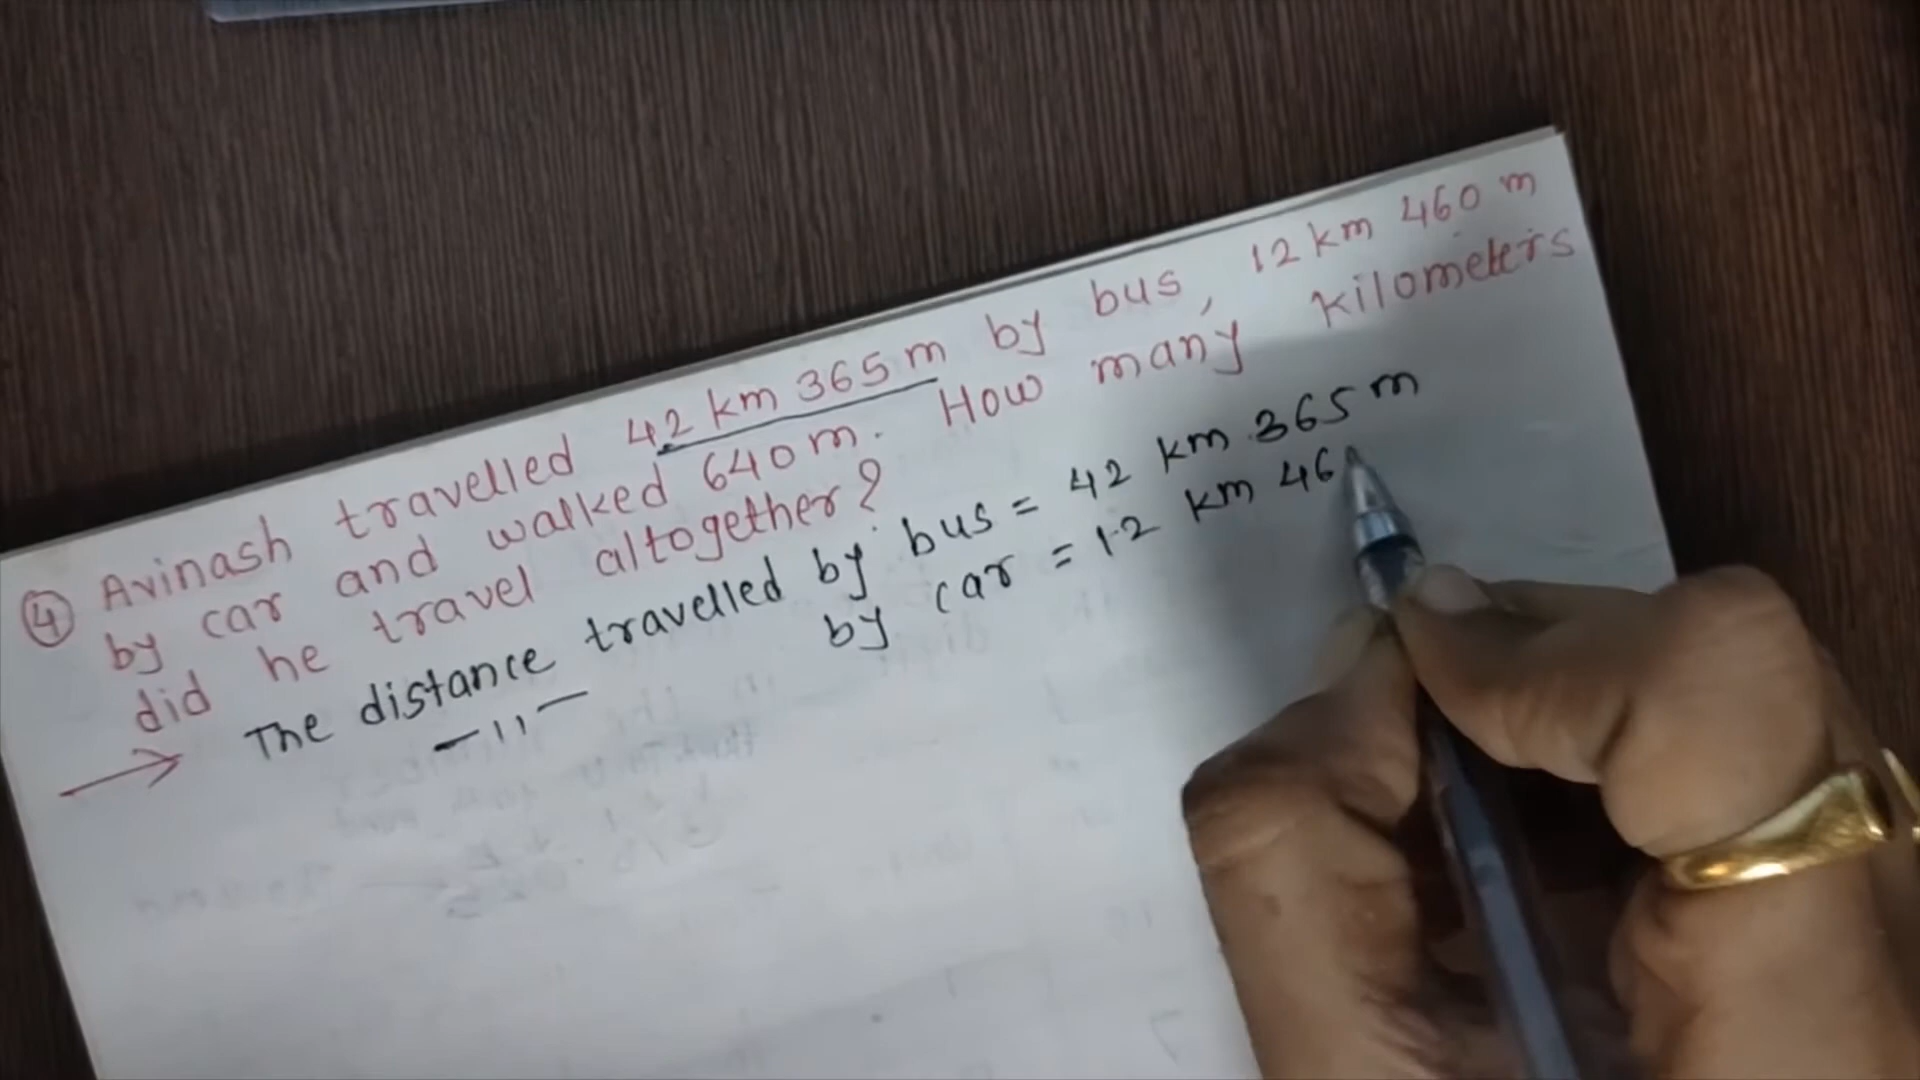 ④ Avinash travelled 42 km 365 m by bus, 12 km 460 m
by car and walked 640 m. How many kilometers
did he travel altogether?
→ The distance travelled by bus = 42 km 365 m
—〃— by car = 12 km 46